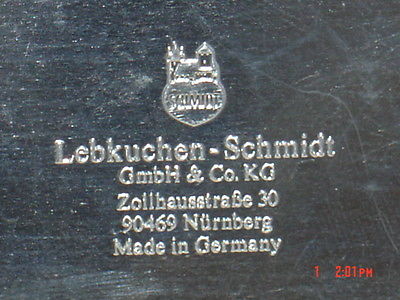 SCHMIDT
Lebkuchen-Schmidt
GmbH & Co. KG
Zollhausstraße 30
90469 Nürnberg
Made in Germany
1 2:01PM